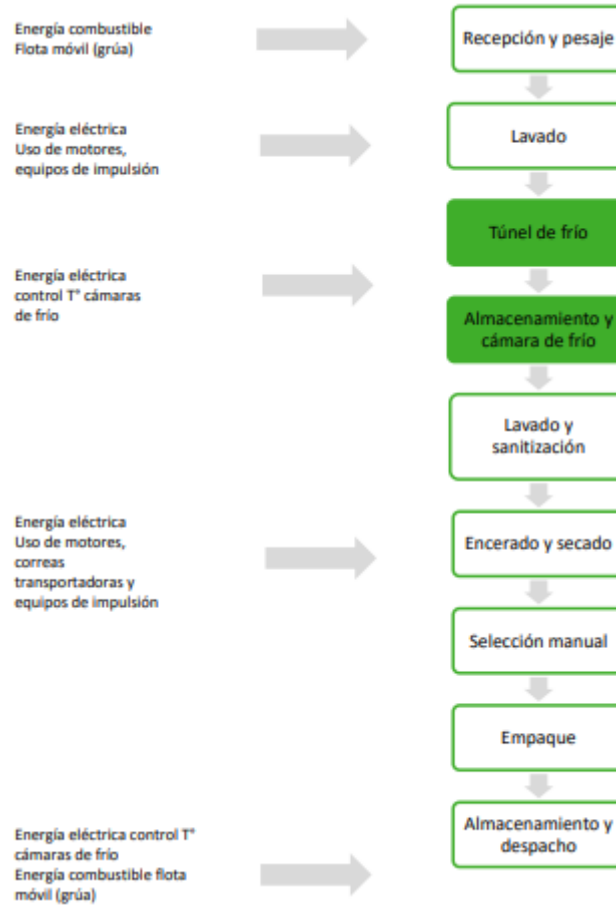 Energía combustible
Flota móvil (grúa)
Recepción y pesaje
Energía eléctrica
Uso de motores,
equipos de impulsión
Lavado
Túnel de frío
Energía eléctrica
control T° cámaras
de frío
Almacenamiento y
cámara de frío
Lavado y
sanitización
Energía eléctrica
Uso de motores,
correas
transportadoras y
equipos de impulsión
Encerado y secado
Selección manual
Empaque
Almacenamiento y
despacho
Energía eléctrica control T°
cámaras de frío
Energía combustible flota
móvil (grúa)